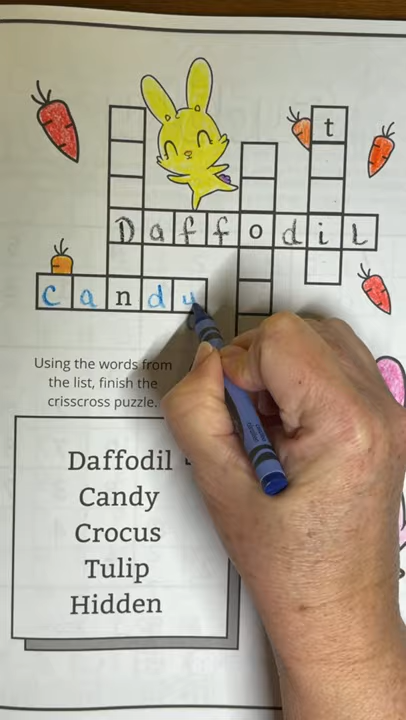 t
Daffodil
candy
Using the words from
the list, finish the
crisscross puzzle.
Daffodil
Candy
Crocus
Tulip
Hidden